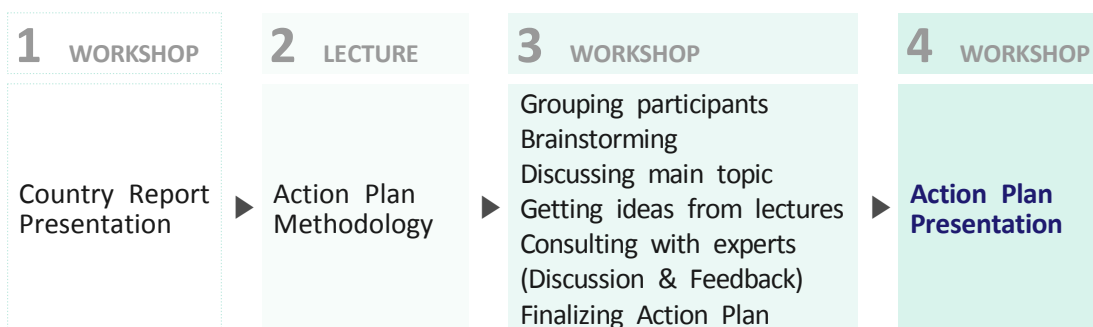 1 WORKSHOP
Country Report
Presentation
2 LECTURE
Action Plan
Methodology
3 WORKSHOP
Grouping participants
Brainstorming
Discussing main topic
Getting ideas from lectures
Consulting with experts
(Discussion & Feedback)
Finalizing Action Plan
4 WORKSHOP
Action Plan
Presentation